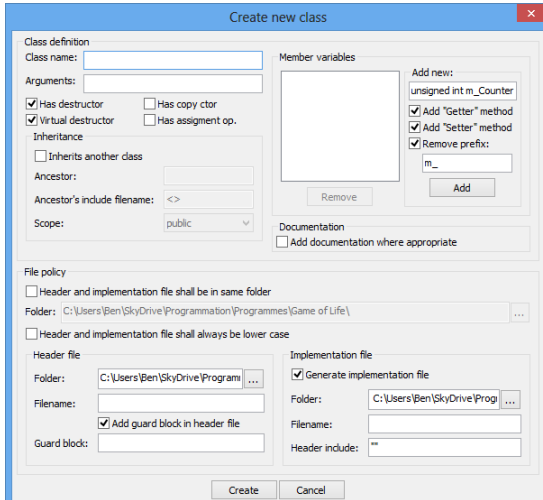 Create new class
Class definition
Class name:
Arguments:
Has destructor
Has copy ctor
Virtual destructor
Has assigment op.
Inheritance
Inherits another class
Ancestor:
Ancestor's include filename: <>
Scope: public
Member variables
Remove
Add new:
unsigned int m_Counter
Add "Getter" method
Add "Setter" method
Remove prefix:
m_
Add
Documentation
Add documentation where appropriate
File policy
Header and implementation file shall be in same folder
Folder: C:\Users\Ben\SkyDrive\Programmation\Programmes\Game of Life\ ...
Header and implementation file shall always be lower case
Header file
Folder: C:\Users\Ben\SkyDrive\Program ...
Filename:
Add guard block in header file
Guard block:
Implementation file
Generate implementation file
Folder: C:\Users\Ben\SkyDrive\Prog ...
Filename:
Header include: ""
Create Cancel